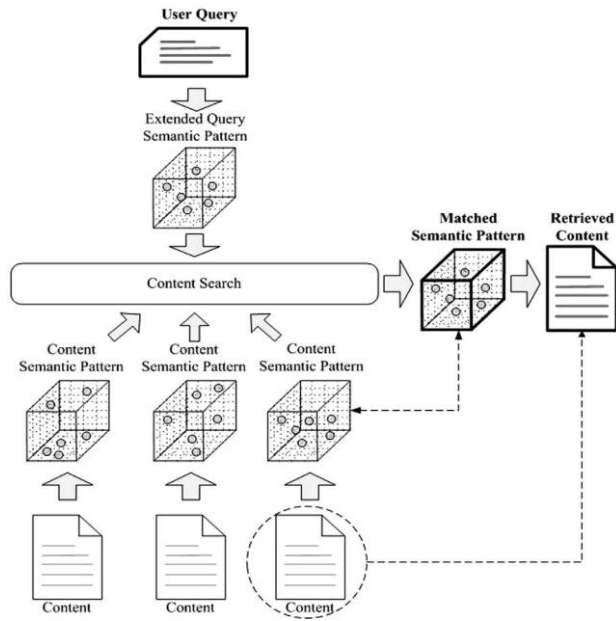 User Query
Extended Query
Semantic Pattern
Matched
Semantic Pattern
Retrieved
Content
Content Search
Content
Semantic Pattern
Content
Semantic Pattern
Content
Semantic Pattern
Content
Content
Content